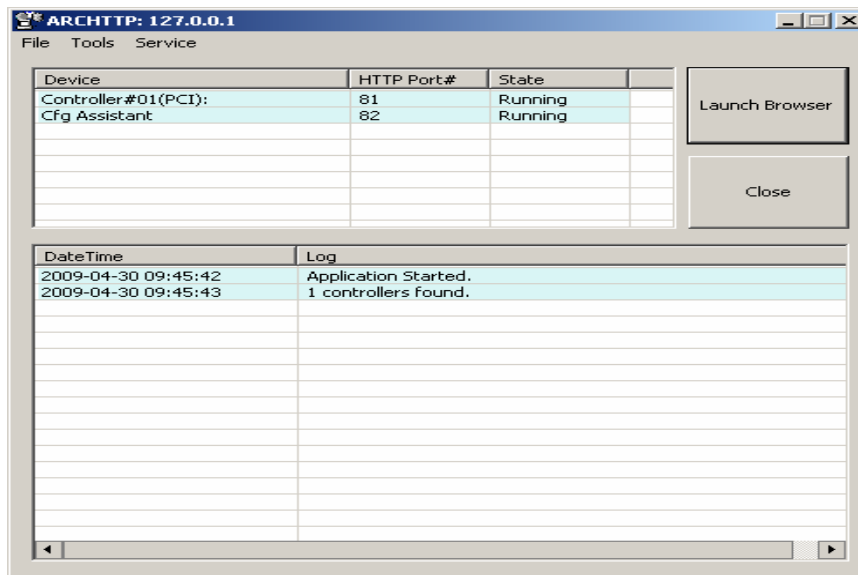 ARCHTTP: 127.0.0.1
File Tools Service
Device HTTP Port# State
Controller#01(PCI): 81 Running
Cfg Assistant 82 Running
Launch Browser
Close
DateTime Log
2009-04-30 09:45:42 Application Started.
2009-04-30 09:45:43 1 controllers found.